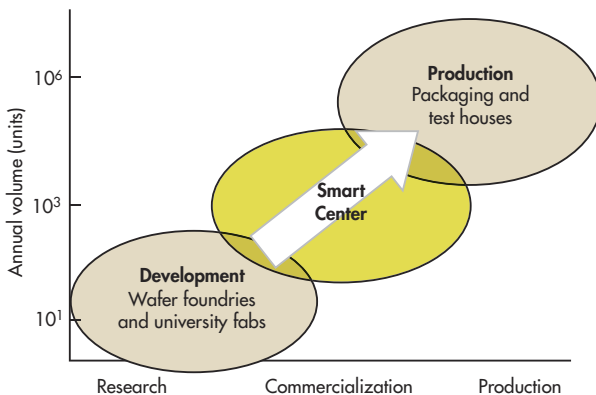 Annual volume (units)
10⁶
10³
10¹
Production
Packaging and
test houses
Smart
Center
Development
Wafer foundries
and university fabs
Research
Commercialization
Production